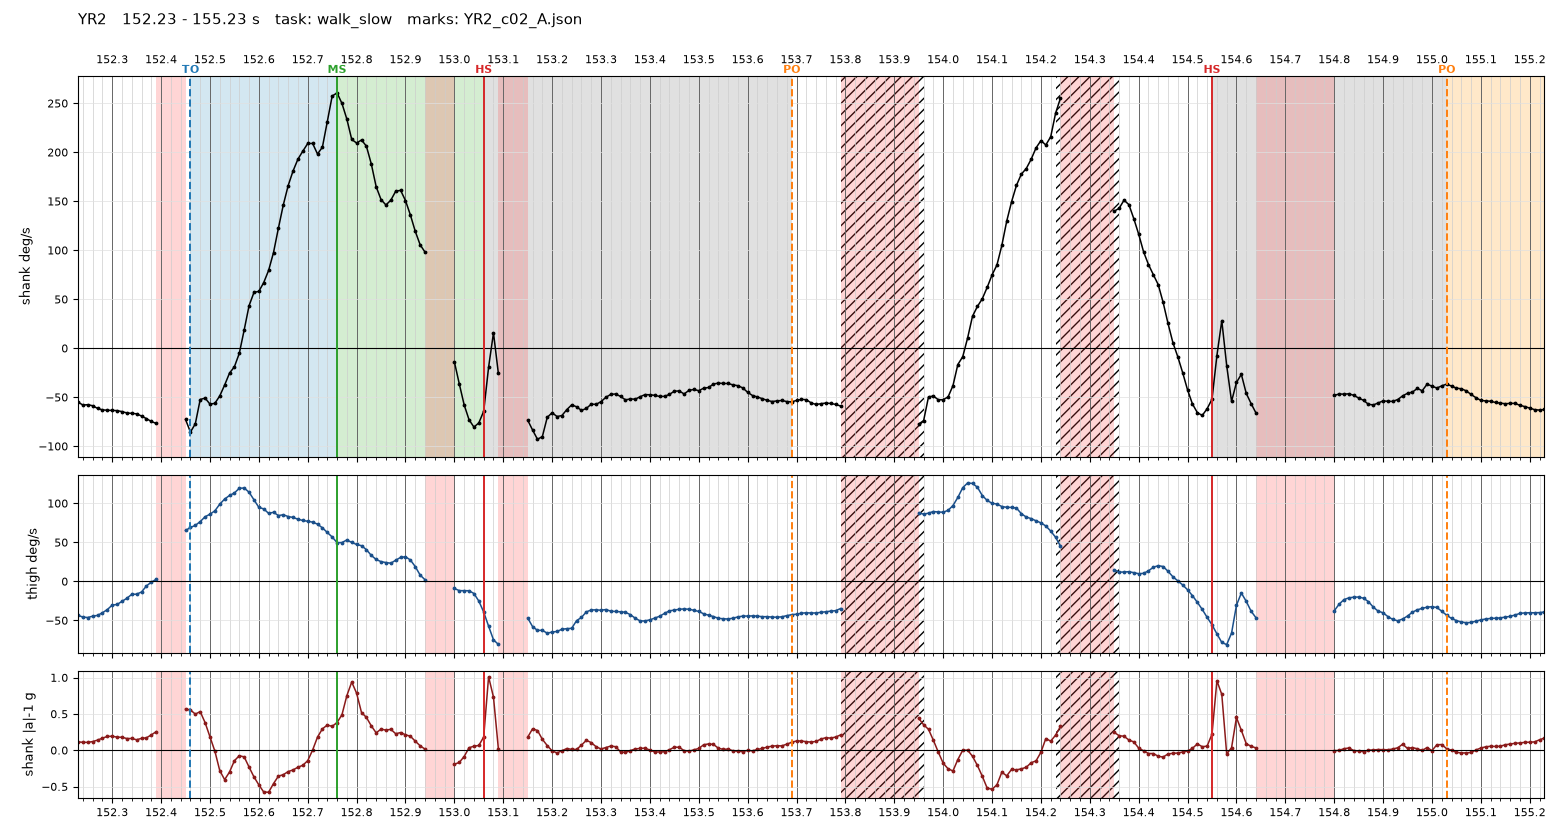 YR2   152.23 - 155.23 s   task: walk_slow   marks: YR2_c02_A.json
152.3 152.4 152.5 152.6 152.7 152.8 152.9 153.0 153.1 153.2 153.3 153.4 153.5 153.6 153.7 153.8 153.9 154.0 154.1 154.2 154.3 154.4 154.5 154.6 154.7 154.8 154.9 155.0 155.1 155.2
TO MS HS PO HS PO
shank deg/s
250
200
150
100
50
0
−50
−100
thigh deg/s
100
50
0
−50
shank |a|-1 g
1.0
0.5
0.0
−0.5
152.3 152.4 152.5 152.6 152.7 152.8 152.9 153.0 153.1 153.2 153.3 153.4 153.5 153.6 153.7 153.8 153.9 154.0 154.1 154.2 154.3 154.4 154.5 154.6 154.7 154.8 154.9 155.0 155.1 155.2